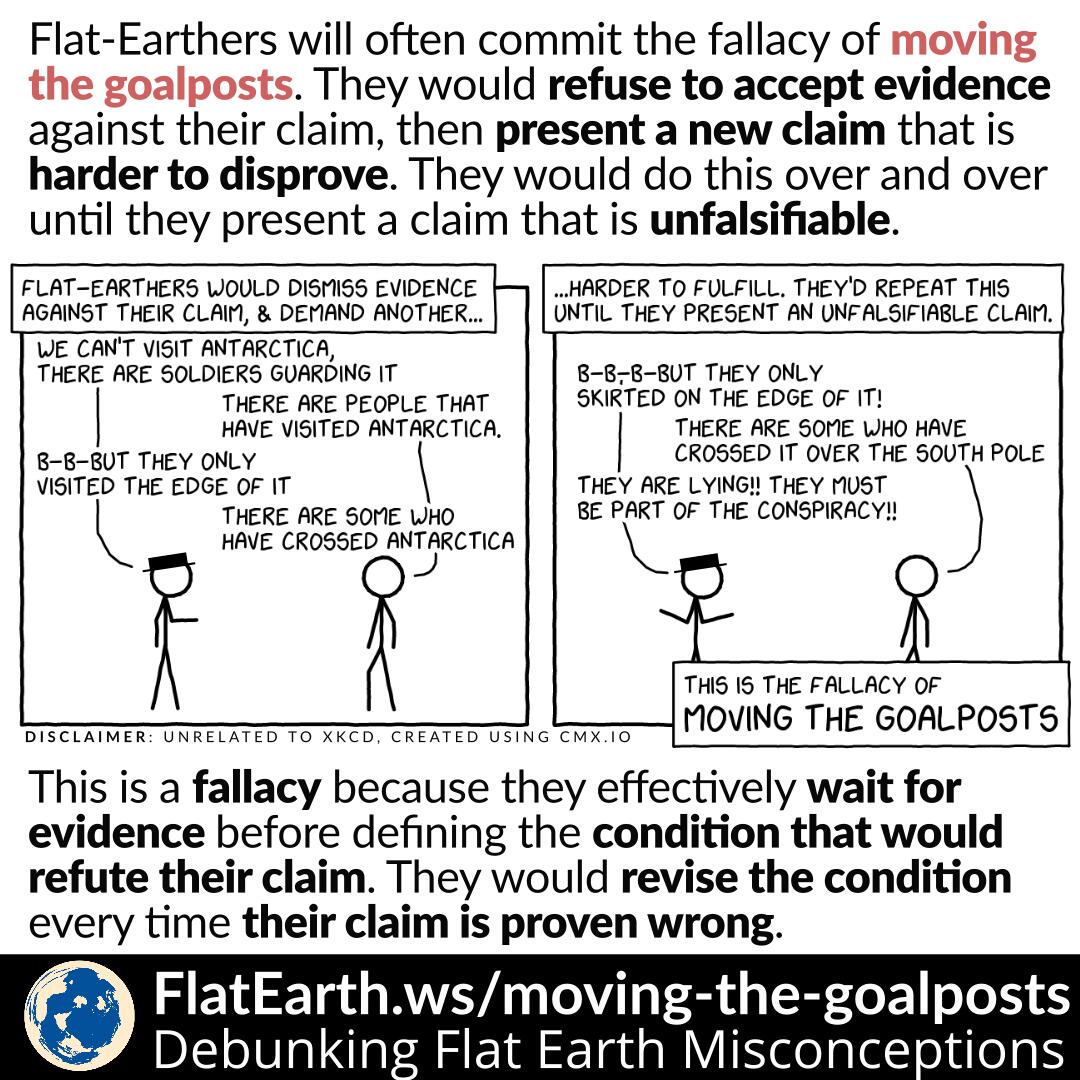 Flat-Earthers will often commit the fallacy of moving
the goalposts. They would refuse to accept evidence
against their claim, then present a new claim that is
harder to disprove. They would do this over and over
until they present a claim that is unfalsifiable.
FLAT-EARTHERS WOULD DISMISS EVIDENCE
AGAINST THEIR CLAIM, & DEMAND ANOTHER...
WE CAN'T VISIT ANTARCTICA,
THERE ARE SOLDIERS GUARDING IT
THERE ARE PEOPLE THAT
HAVE VISITED ANTARCTICA.
B-B-BUT THEY ONLY
VISITED THE EDGE OF IT
THERE ARE SOME WHO
HAVE CROSSED ANTARCTICA
...HARDER TO FULFILL. THEY'D REPEAT THIS
UNTIL THEY PRESENT AN UNFALSIFIABLE CLAIM.
B-B-B-BUT THEY ONLY
SKIRTED ON THE EDGE OF IT!
THERE ARE SOME WHO HAVE
CROSSED IT OVER THE SOUTH POLE
THEY ARE LYING!! THEY MUST
BE PART OF THE CONSPIRACY!!
THIS IS THE FALLACY OF
MOVING THE GOALPOSTS
DISCLAIMER: UNRELATED TO XKCD, CREATED USING CMX.IO
This is a fallacy because they effectively wait for
evidence before defining the condition that would
refute their claim. They would revise the condition
every time their claim is proven wrong.
FlatEarth.ws/moving-the-goalposts
Debunking Flat Earth Misconceptions